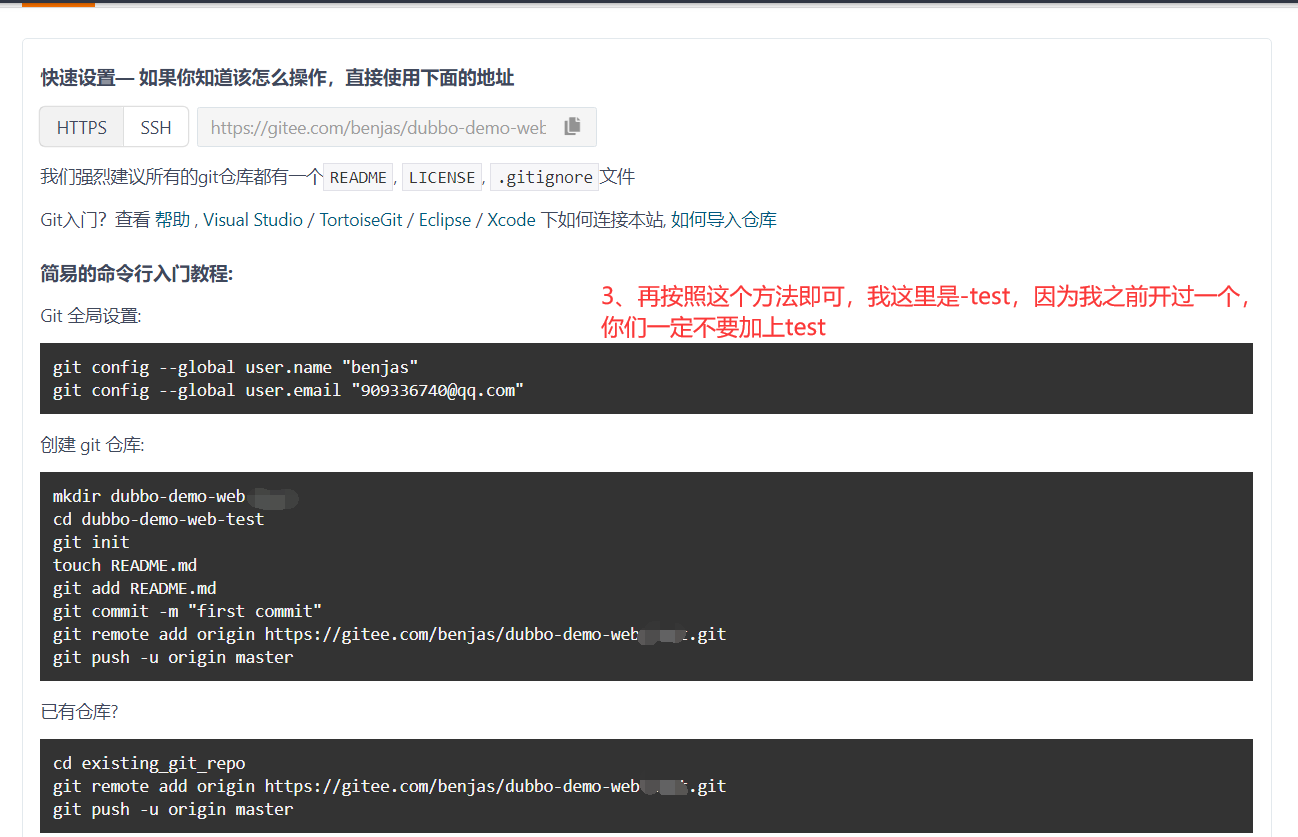 快速设置— 如果你知道该怎么操作，直接使用下面的地址
HTTPS SSH https://gitee.com/benjas/dubbo-demo-web
我们强烈建议所有的git仓库都有一个 README , LICENSE , .gitignore 文件
Git入门？查看 帮助 , Visual Studio / TortoiseGit / Eclipse / Xcode 下如何连接本站, 如何导入仓库
简易的命令行入门教程:
3、再按照这个方法即可，我这里是-test，因为我之前开过一个，
你们一定不要加上test
Git 全局设置:
git config --global user.name "benjas"
git config --global user.email "909336740@qq.com"
创建 git 仓库:
mkdir dubbo-demo-web
cd dubbo-demo-web-test
git init
touch README.md
git add README.md
git commit -m "first commit"
git remote add origin https://gitee.com/benjas/dubbo-demo-web .git
git push -u origin master
已有仓库?
cd existing_git_repo
git remote add origin https://gitee.com/benjas/dubbo-demo-web .git
git push -u origin master